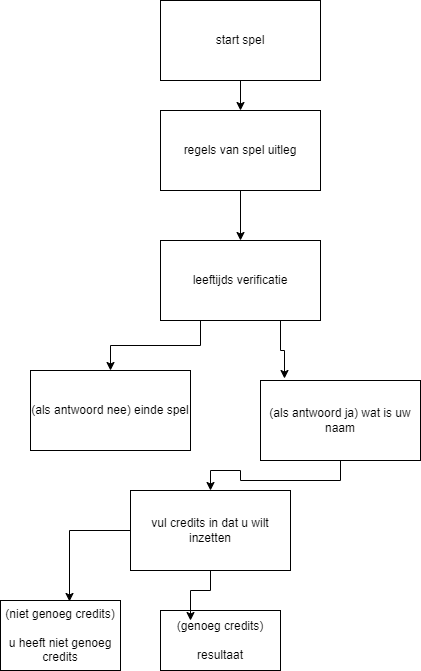 start spel
regels van spel uitleg
leeftijds verificatie
(als antwoord nee) einde spel
(als antwoord ja) wat is uw
naam
vul credits in dat u wilt
inzetten
(niet genoeg credits)
u heeft niet genoeg
credits
(genoeg credits)
resultaat